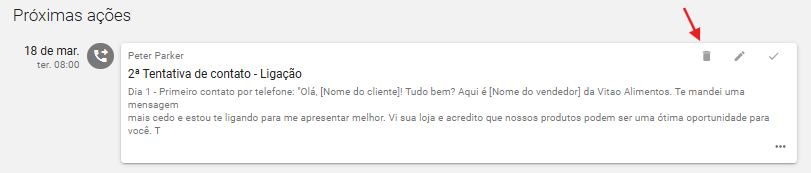 Próximas ações
18 de mar.
ter. 08:00
Peter Parker
2ª Tentativa de contato - Ligação
Dia 1 - Primeiro contato por telefone: "Olá, [Nome do cliente]! Tudo bem? Aqui é [Nome do vendedor] da Vitao Alimentos. Te mandei uma
mensagem
mais cedo e estou te ligando para me apresentar melhor. Vi sua loja e acredito que nossos produtos podem ser uma ótima oportunidade para
você. T